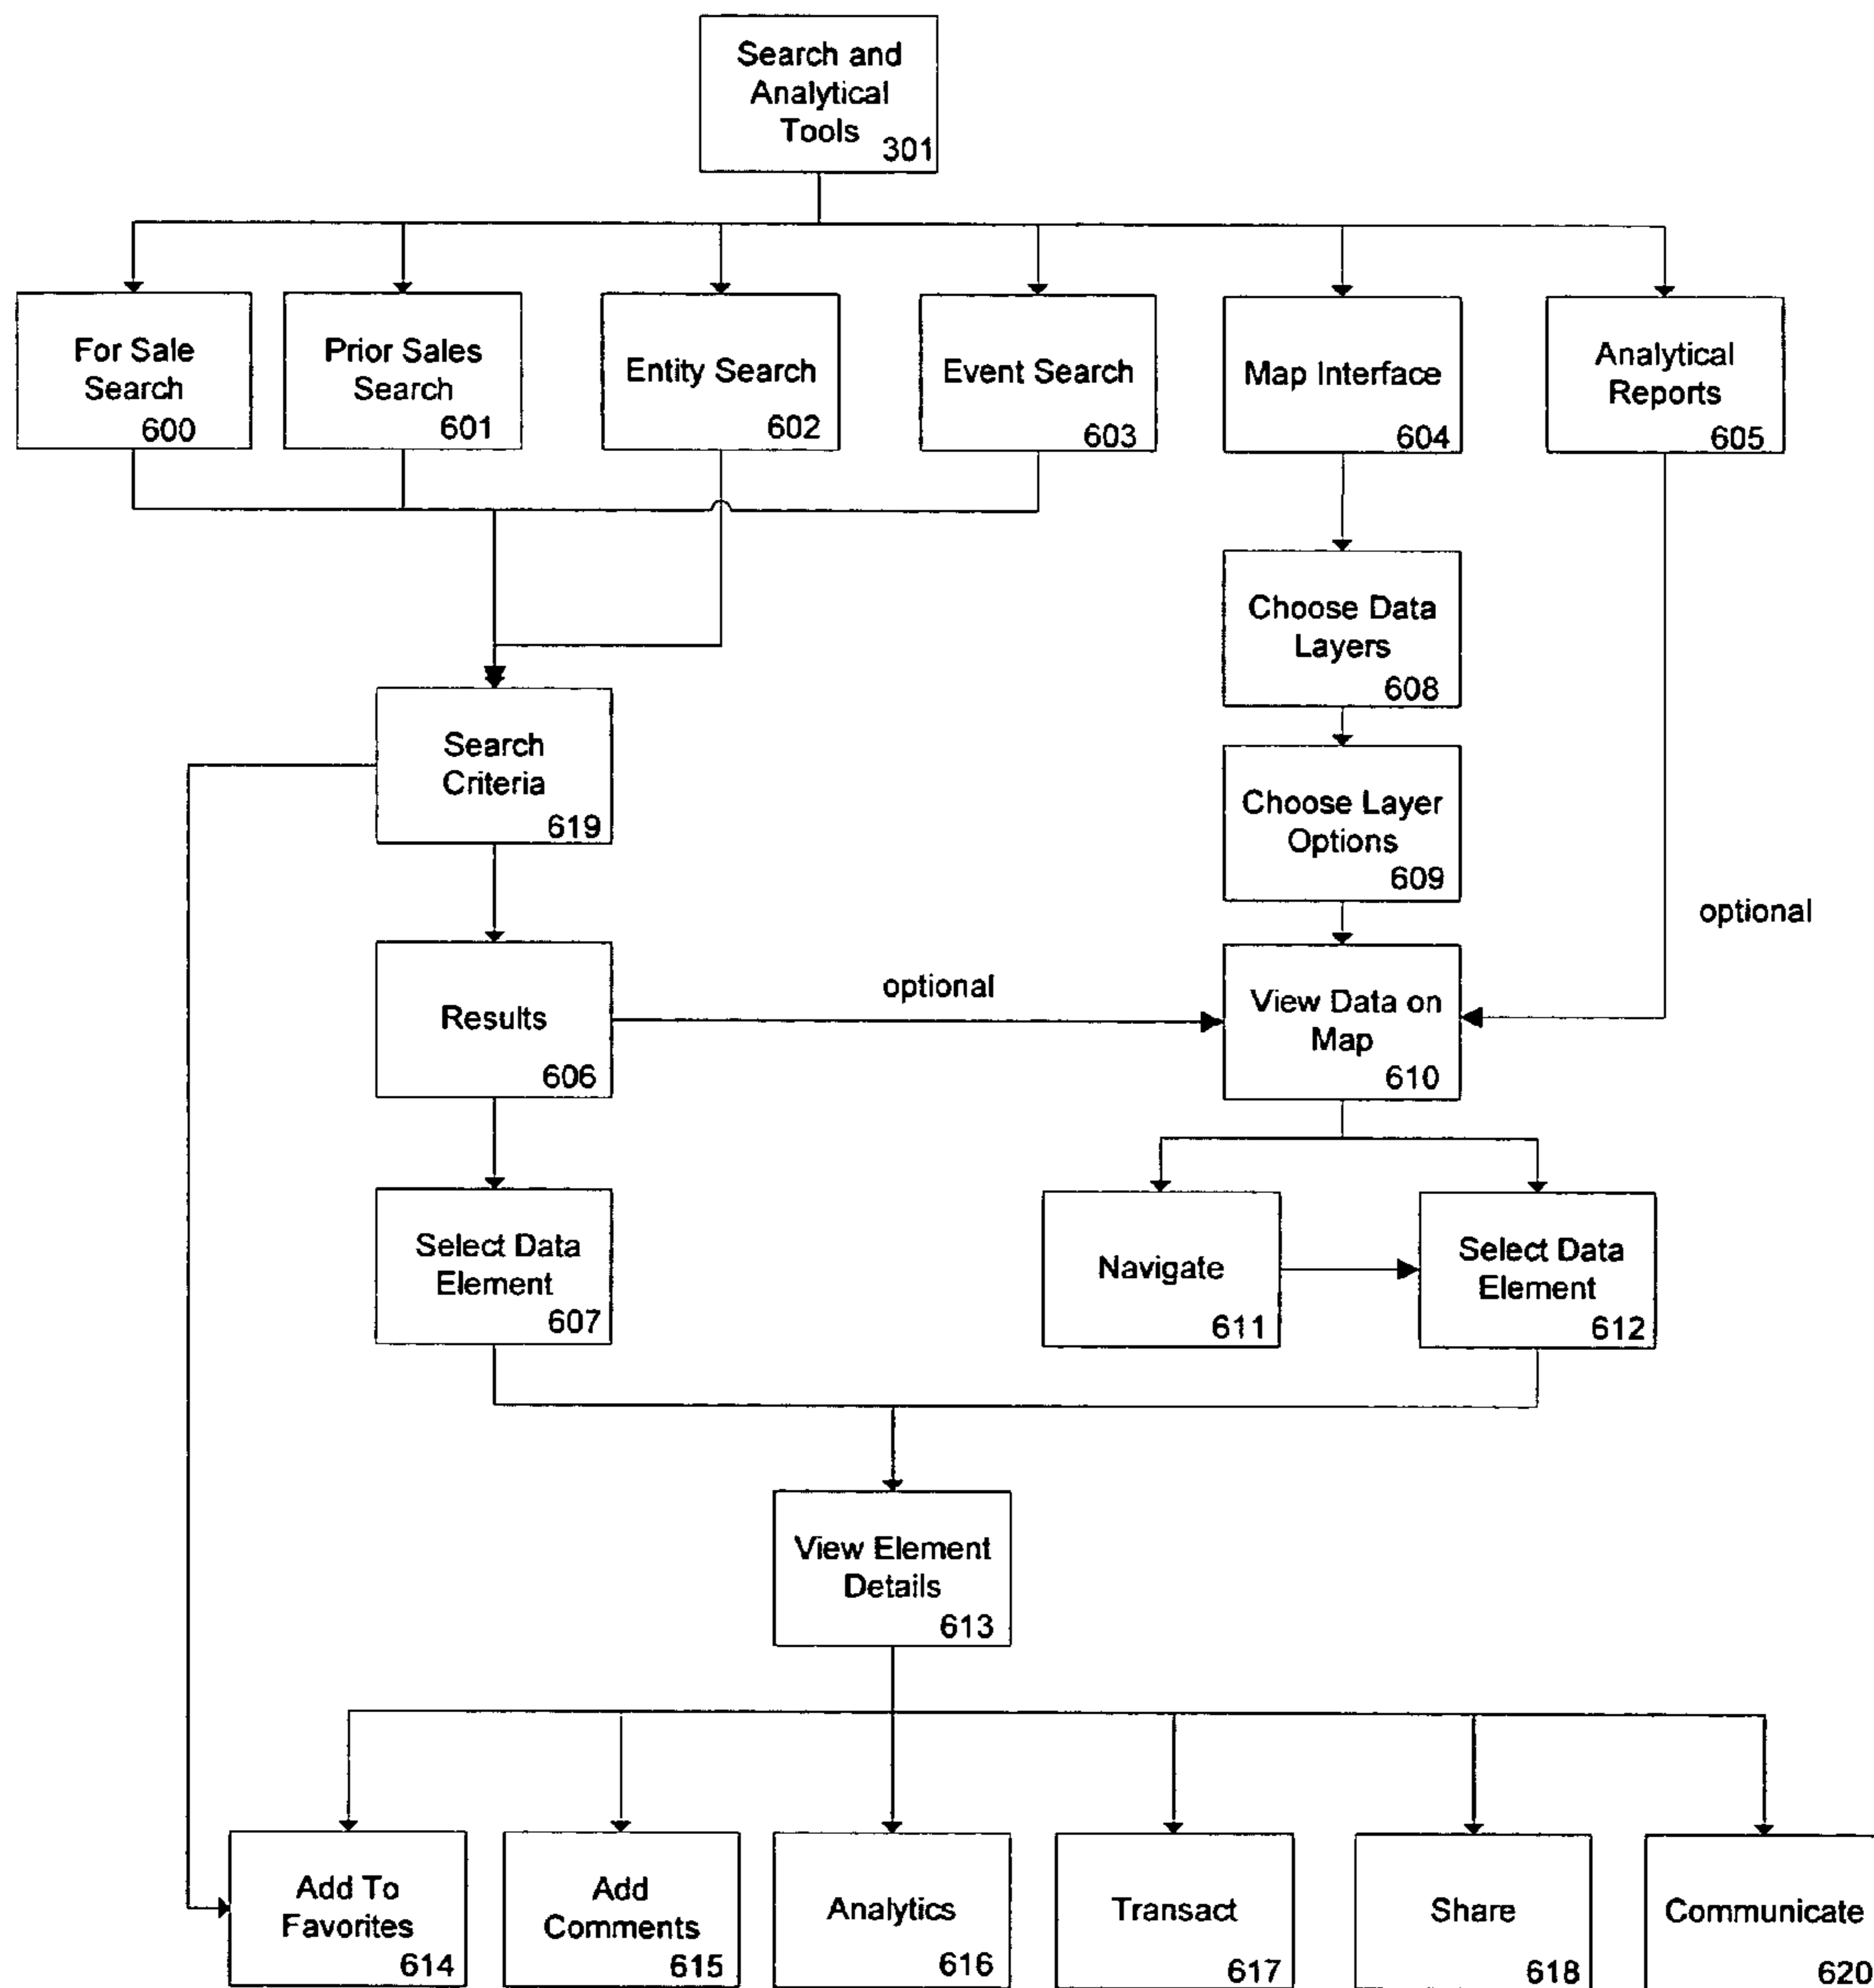 Search and
Analytical
Tools
301
For Sale
Search
600
Prior Sales
Search
601
Entity Search
602
Event Search
603
Map Interface
604
Analytical
Reports
605
Choose Data
Layers
608
Search
Criteria
619
Choose Layer
Options
609
optional
Results
606
optional
View Data on
Map
610
Select Data
Element
607
Navigate
611
Select Data
Element
612
View Element
Details
613
Add To
Favorites
614
Add
Comments
615
Analytics
616
Transact
617
Share
618
Communicate
620